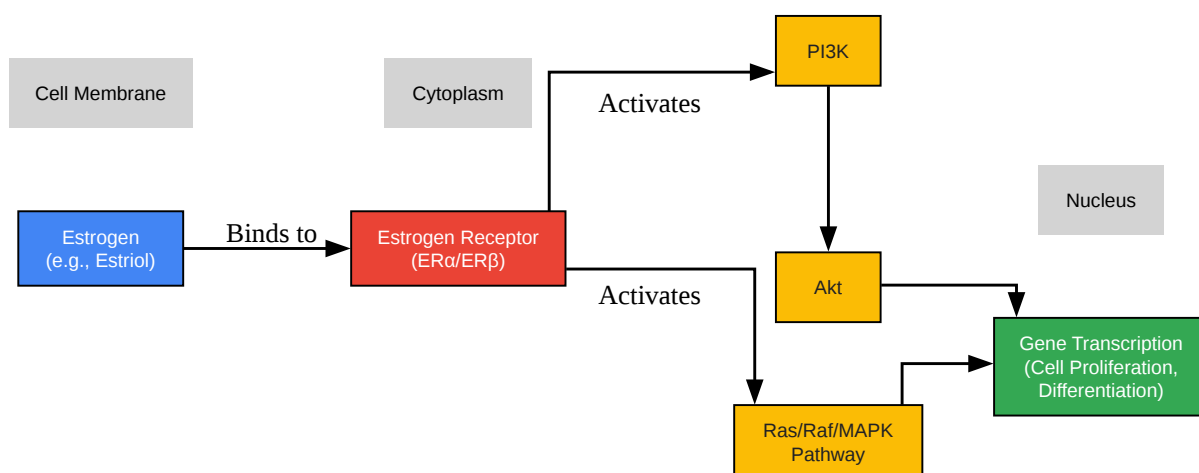 PI3K
Cell Membrane
Cytoplasm
Activates
Nucleus
Estrogen
(e.g., Estriol)
Binds to
Estrogen Receptor
(ERα/ERβ)
Activates
Akt
Gene Transcription
(Cell Proliferation,
Differentiation)
Ras/Raf/MAPK
Pathway